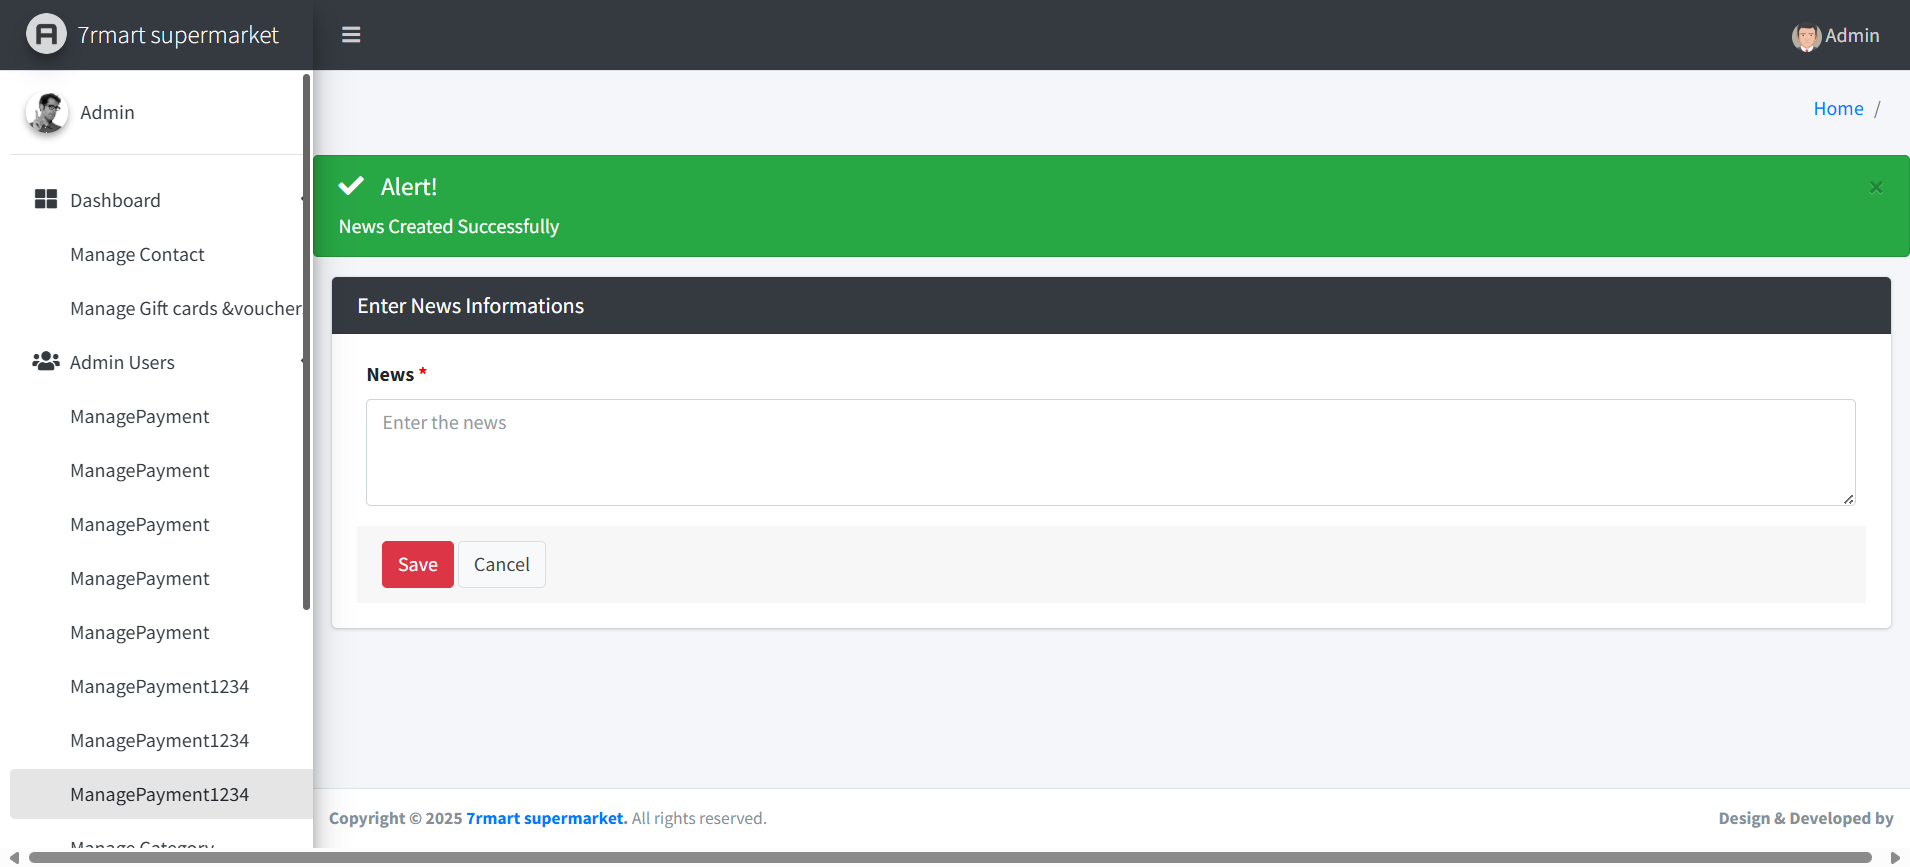 7rmart supermarket
Admin
Admin
Home /
Dashboard
Manage Contact
Manage Gift cards &voucher
Admin Users
ManagePayment
ManagePayment
ManagePayment
ManagePayment
ManagePayment
ManagePayment1234
ManagePayment1234
ManagePayment1234
Manage Category
Alert!
×
News Created Successfully
Enter News Informations
News *
Enter the news
Save
Cancel
Copyright © 2025 7rmart supermarket. All rights reserved.
Design & Developed by